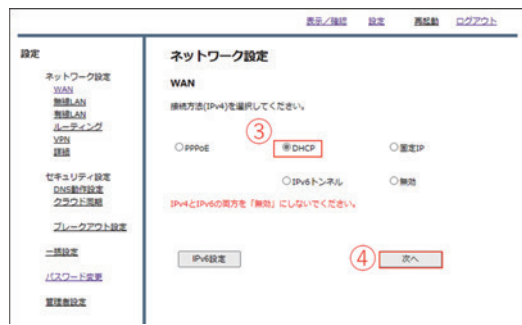 表示/確認 設定 再起動 ログアウト
設定
ネットワーク設定
WAN
無線LAN
有線LAN
ルーティング
VPN
詳細
セキュリティ設定
DNS動作設定
クラウド連携
ブレークアウト設定
一括設定
パスワード変更
管理者設定
ネットワーク設定
WAN
接続方法(IPv4)を選択してください。
③
PPPoE DHCP 固定IP
IPv6トンネル 無効
IPv4とIPv6の両方を「無効」にしないでください。
IPv6設定 ④ 次へ